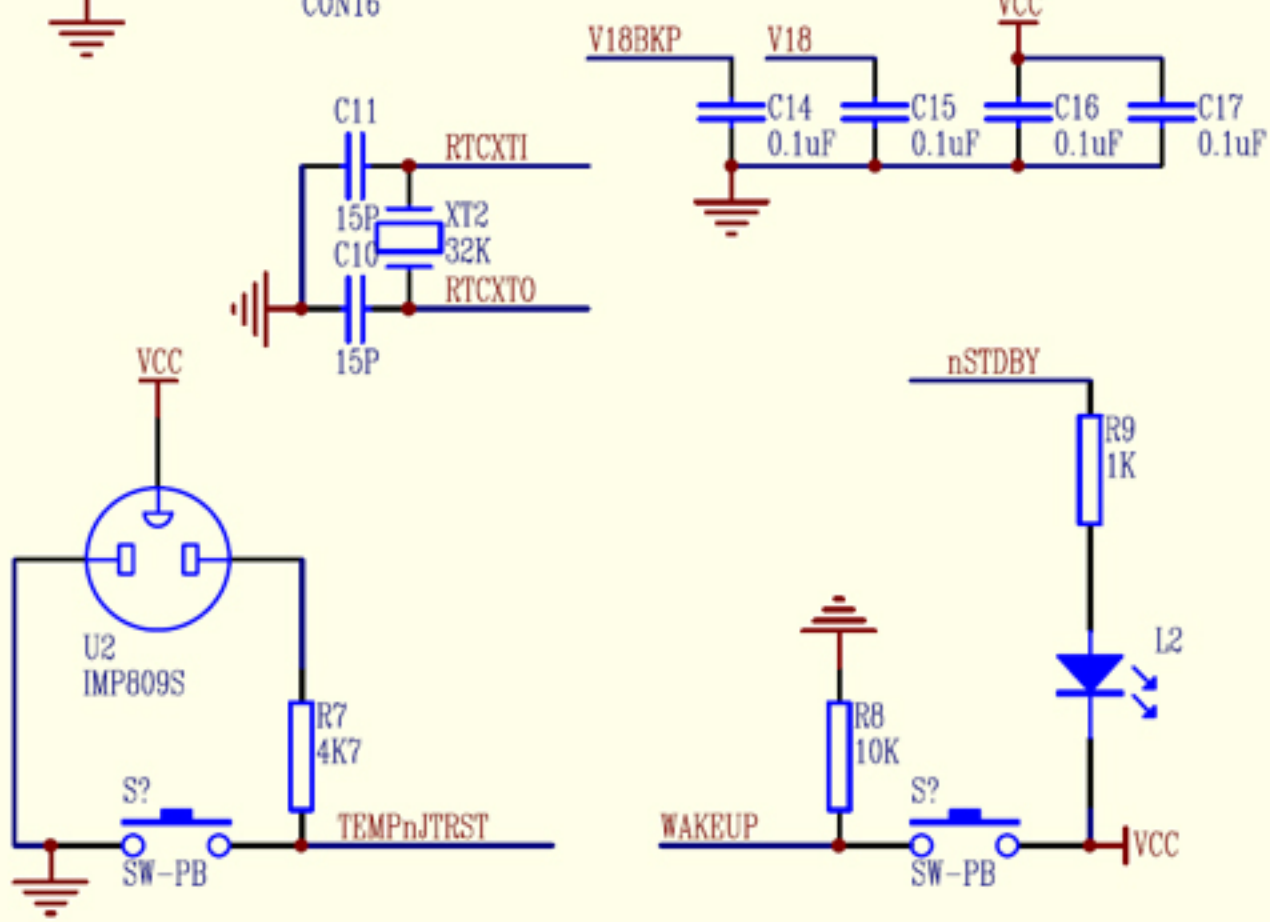 CON16
VCC
V18BKP
V18
C14
0.1uF
C15
0.1uF
C16
0.1uF
C17
0.1uF
C11
RTCXTI
15P
XT2
32K
C10
RTCXTO
15P
VCC
nSTDBY
R9
1K
U2
IMP809S
L2
R7
4K7
R8
10K
S?
TEMPnJTRST
SW-PB
WAKEUP
S?
SW-PB
VCC